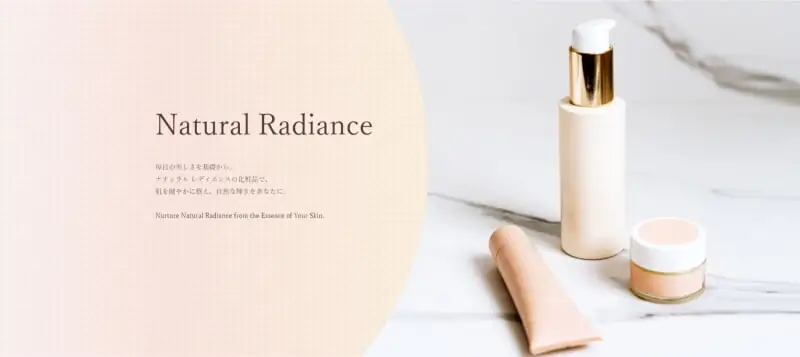 Natural Radiance
毎日の美しさを基礎から。
ナチュラル レディエンスの化粧品で、
肌を健やかに整え、自然な輝きをあなたに。
Nurture Natural Radiance from the Essence of Your Skin.